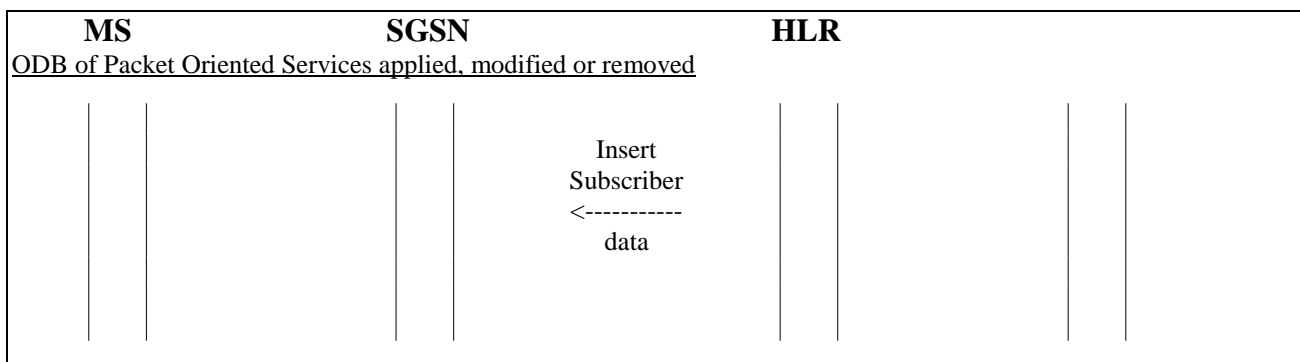 MS SGSN HLR
ODB of Packet Oriented Services applied, modified or removed
Insert
Subscriber
<-----------
data